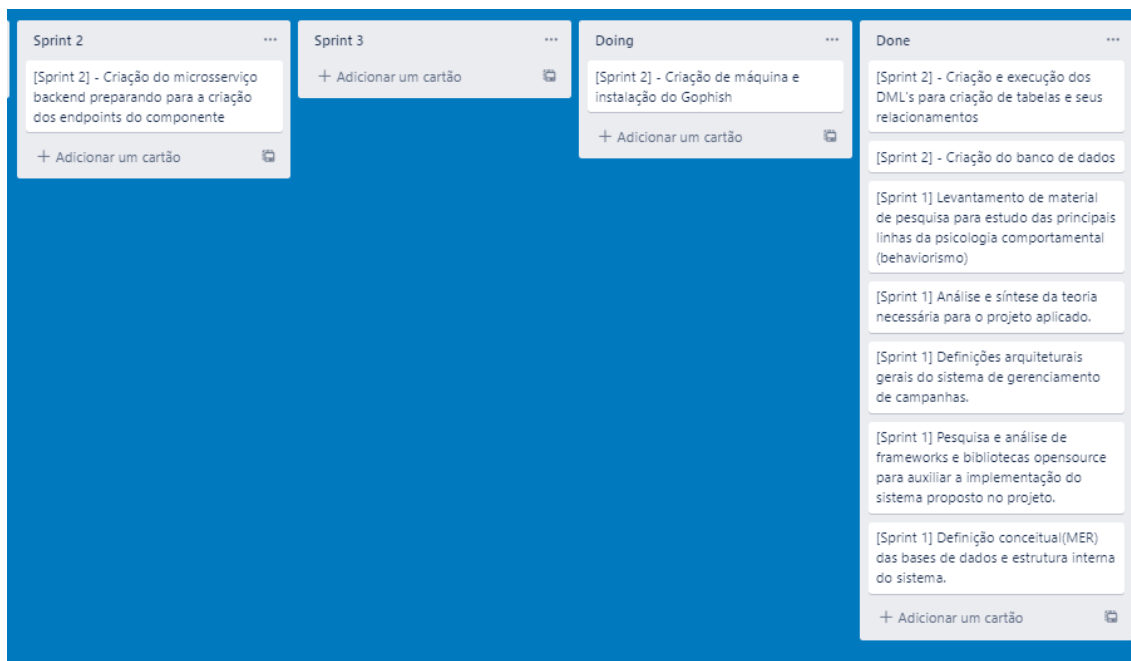 Sprint 2
[Sprint 2] - Criação do microsserviço
backend preparando para a criação
dos endpoints do componente
+ Adicionar um cartão
Sprint 3
+ Adicionar um cartão
Doing
[Sprint 2] - Criação de máquina e
instalação do Gophish
+ Adicionar um cartão
Done
[Sprint 2] - Criação e execução dos
DML's para criação de tabelas e seus
relacionamentos
[Sprint 2] - Criação do banco de dados
[Sprint 1] Levantamento de material
de pesquisa para estudo das principais
linhas da psicologia comportamental
(behaviorismo)
[Sprint 1] Análise e síntese da teoria
necessária para o projeto aplicado.
[Sprint 1] Definições arquiteturais
gerais do sistema de gerenciamento
de campanhas.
[Sprint 1] Pesquisa e análise de
frameworks e bibliotecas opensource
para auxiliar a implementação do
sistema proposto no projeto.
[Sprint 1] Definição conceitual(MER)
das bases de dados e estrutura interna
do sistema.
+ Adicionar um cartão